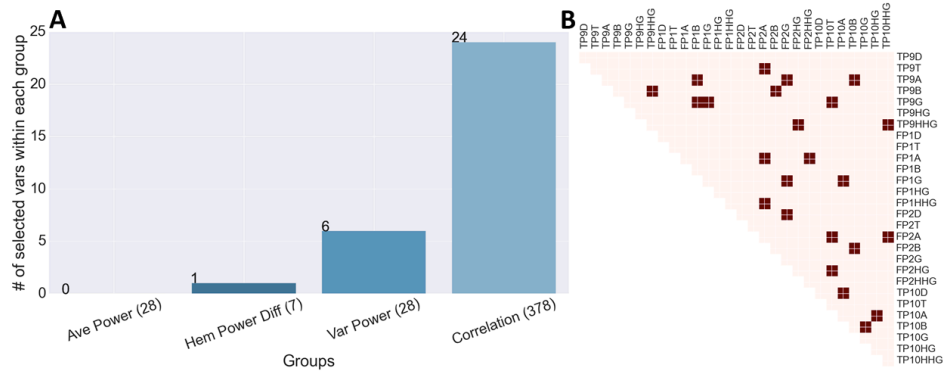 A
25
20
15
10
5
0
# of selected vars within each group
0
1
6
24
Ave Power (28)
Hem Power Diff (7)
Var Power (28)
Correlation (378)
Groups
B
TP9D
TP9T
TP9A
TP9B
TP9G
TP9HG
TP9HHG
FP1D
FP1T
FP1A
FP1B
FP1G
FP1HG
FP1HHG
FP2D
FP2T
FP2A
FP2B
FP2G
FP2HG
FP2HHG
TP10D
TP10T
TP10A
TP10B
TP10G
TP10HG
TP10HHG
TP9D
TP9T
TP9A
TP9B
TP9G
TP9HG
TP9HHG
FP1D
FP1T
FP1A
FP1B
FP1G
FP1HG
FP1HHG
FP2D
FP2T
FP2A
FP2B
FP2G
FP2HG
FP2HHG
TP10D
TP10T
TP10A
TP10B
TP10G
TP10HG
TP10HHG